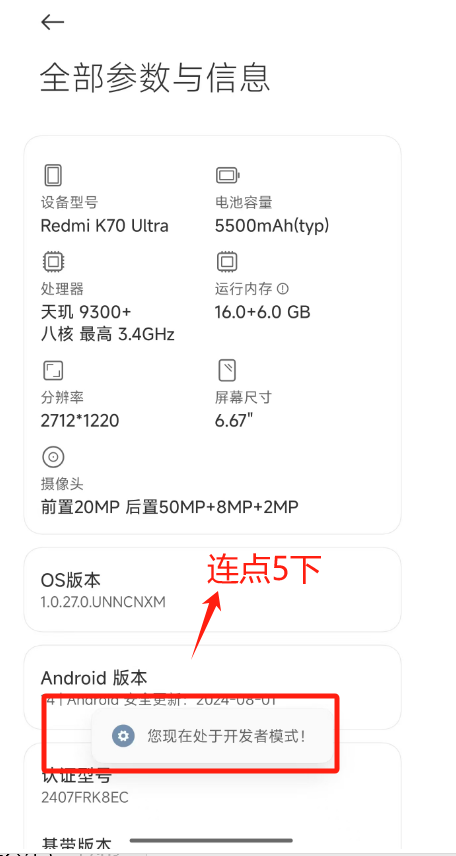 全部参数与信息
设备型号
Redmi K70 Ultra
电池容量
5500mAh(typ)
处理器
天玑 9300+
八核 最高 3.4GHz
运行内存
16.0+6.0 GB
分辨率
2712*1220
屏幕尺寸
6.67"
摄像头
前置20MP 后置50MP+8MP+2MP
连点5下
OS版本
1.0.27.0.UNNCNXM
Android 版本
14 | Android 安全更新：2024-08-01
您现在处于开发者模式！
认证型号
2407FRK8EC
基带版本